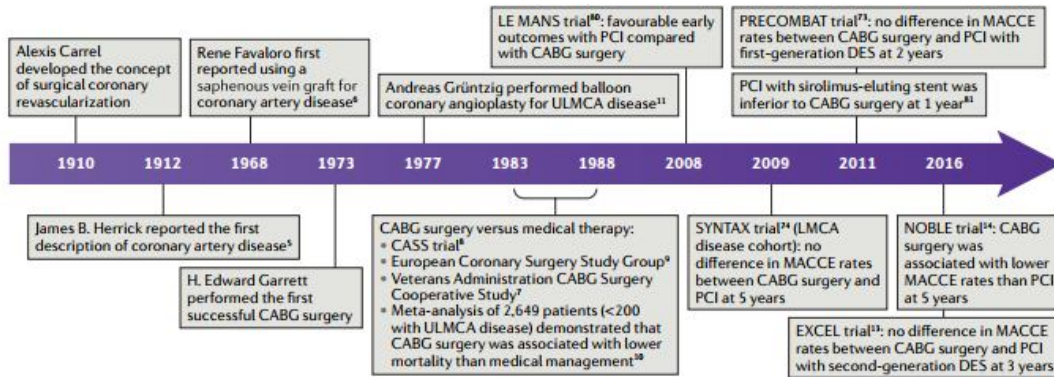 Alexis Carrel
developed the concept
of surgical coronary
revascularization
Rene Favaloro first
reported using a
saphenous vein graft for
coronary artery disease⁶
Andreas Grüntzig performed balloon
coronary angioplasty for ULMCA disease¹¹
LE MANS trial⁸⁰: favourable early
outcomes with PCI compared
with CABG surgery
PRECOMBAT trial⁷³: no difference in MACCE
rates between CABG surgery and PCI with
first-generation DES at 2 years
PCI with sirolimus-eluting stent was
inferior to CABG surgery at 1 year⁸¹
1910 1912 1968 1973 1977 1983 1988 2008 2009 2011 2016
James B. Herrick reported the first
description of coronary artery disease⁵
H. Edward Garrett
performed the first
successful CABG surgery
CABG surgery versus medical therapy:
• CASS trial⁸
• European Coronary Surgery Study Group⁹
• Veterans Administration CABG Surgery
Cooperative Study⁷
• Meta-analysis of 2,649 patients (<200
with ULMCA disease) demonstrated that
CABG surgery was associated with lower
mortality than medical management¹⁰
SYNTAX trial⁷⁴ (LMCA
disease cohort): no
difference in MACCE rates
between CABG surgery and
PCI at 5 years
NOBLE trial¹⁴: CABG
surgery was
associated with lower
MACCE rates than PCI
at 5 years
EXCEL trial¹³: no difference in MACCE
rates between CABG surgery and PCI
with second-generation DES at 3 years